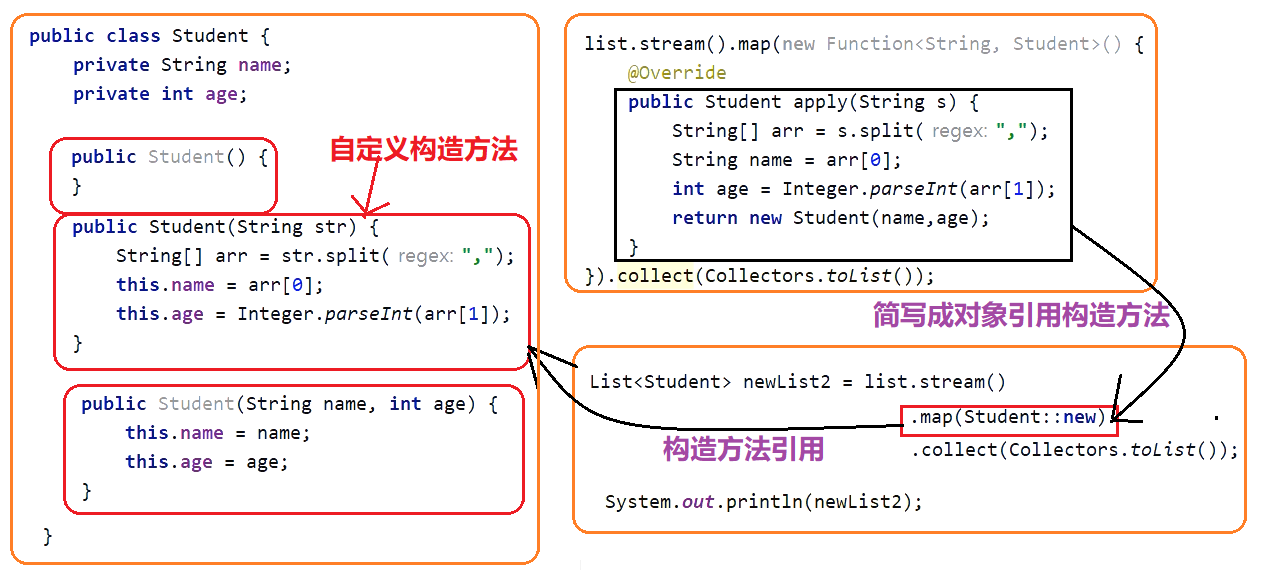 public class Student {
private String name;
private int age;
public Student() {
}
自定义构造方法
public Student(String str) {
String[] arr = str.split( regex: ",");
this.name = arr[0];
this.age = Integer.parseInt(arr[1]);
}
public Student(String name, int age) {
this.name = name;
this.age = age;
}
}
list.stream().map(new Function<String, Student>() {
@Override
public Student apply(String s) {
String[] arr = s.split( regex: ",");
String name = arr[0];
int age = Integer.parseInt(arr[1]);
return new Student(name,age);
}
}).collect(Collectors.toList());
简写成对象引用构造方法
List<Student> newList2 = list.stream()
.map(Student::new)
构造方法引用
.collect(Collectors.toList());
System.out.println(newList2);